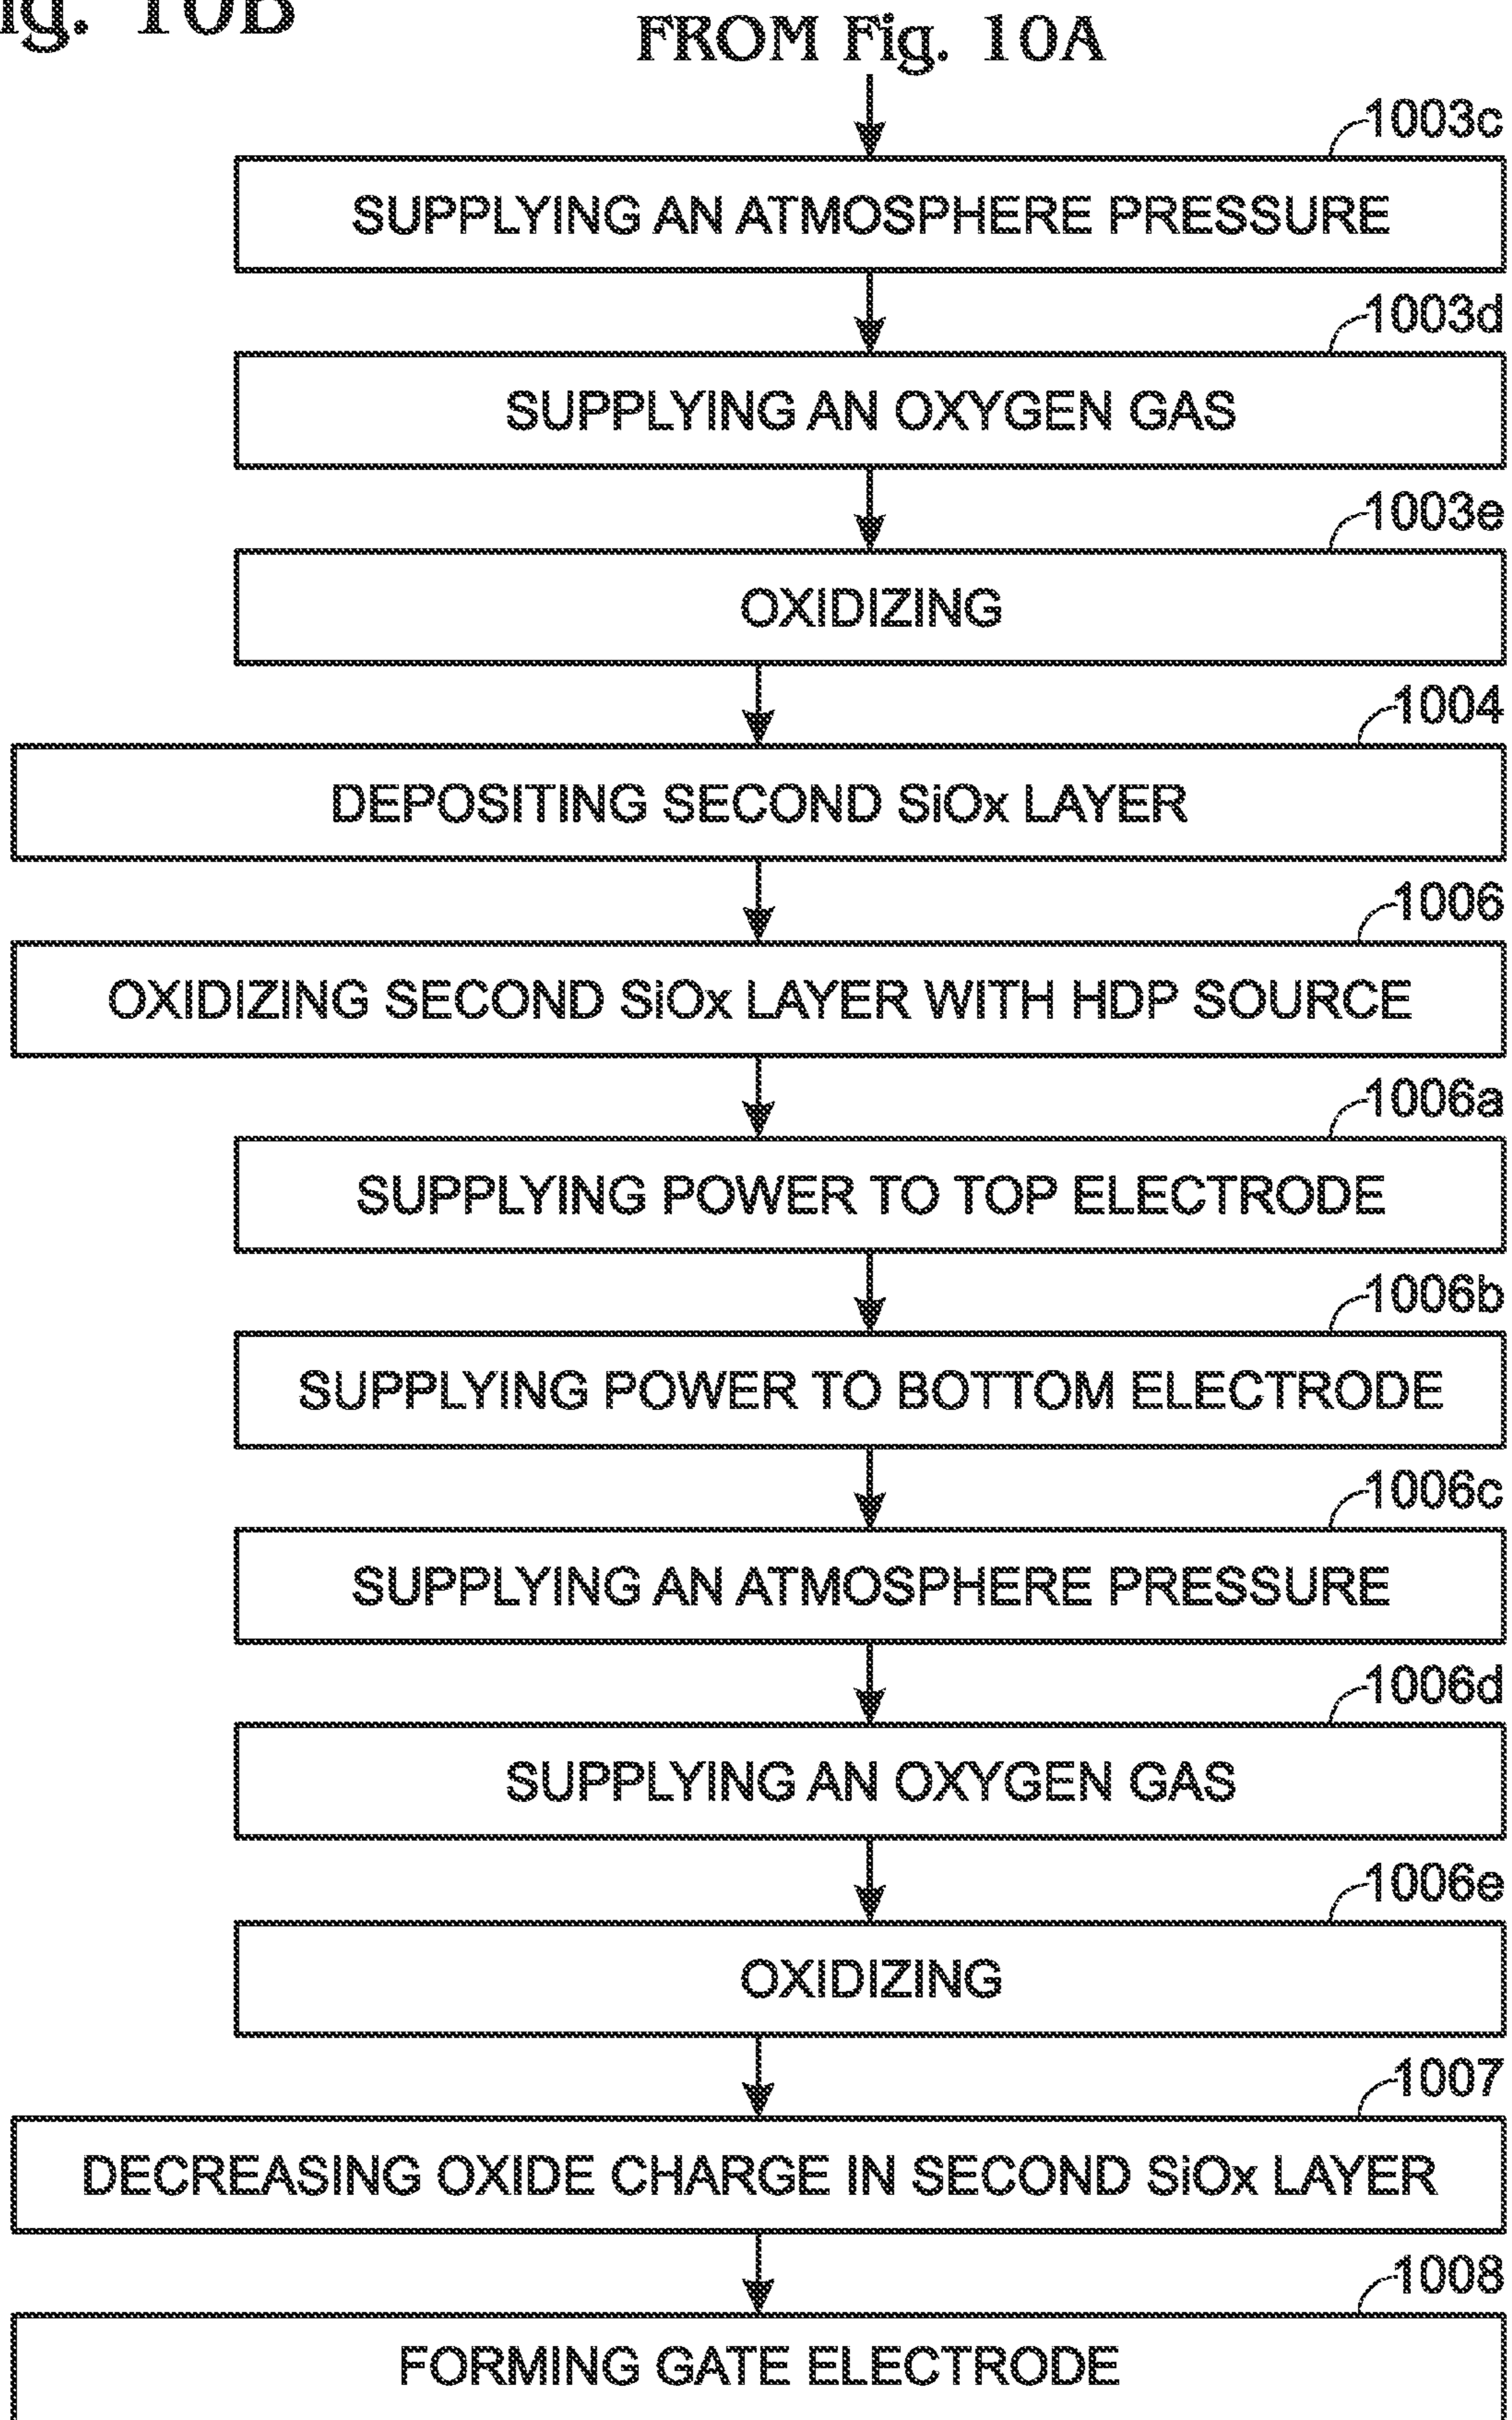 ig. 10B
FROM Fig. 10A
1003c
SUPPLYING AN ATMOSPHERE PRESSURE
1003d
SUPPLYING AN OXYGEN GAS
1003e
OXIDIZING
1004
DEPOSITING SECOND SiOx LAYER
1006
OXIDIZING SECOND SiOx LAYER WITH HDP SOURCE
1006a
SUPPLYING POWER TO TOP ELECTRODE
1006b
SUPPLYING POWER TO BOTTOM ELECTRODE
1006c
SUPPLYING AN ATMOSPHERE PRESSURE
1006d
SUPPLYING AN OXYGEN GAS
1006e
OXIDIZING
1007
DECREASING OXIDE CHARGE IN SECOND SiOx LAYER
1008
FORMING GATE ELECTRODE